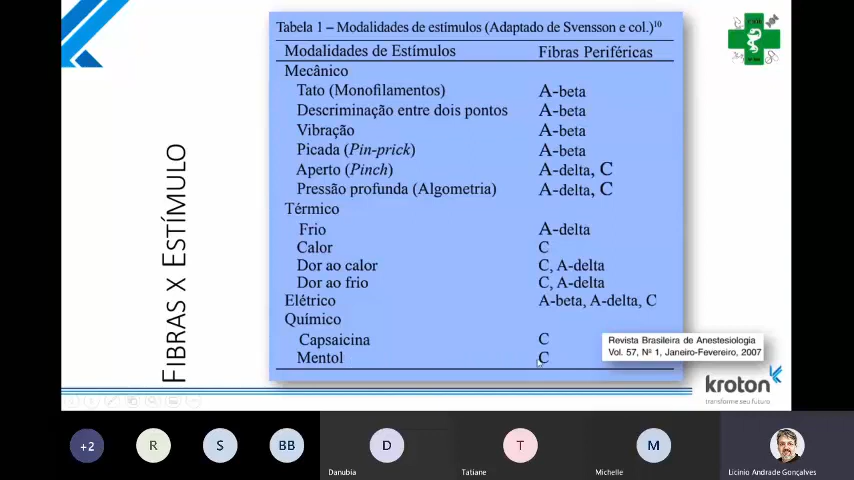 Tabela 1 – Modalidades de estímulos (Adaptado de Svensson e col.)¹⁰
Modalidades de Estímulos Fibras Periféricas
Mecânico
Tato (Monofilamentos) A-beta
Descriminação entre dois pontos A-beta
Vibração A-beta
Picada (Pin-prick) A-beta
Aperto (Pinch) A-delta, C
Pressão profunda (Algometria) A-delta, C
Térmico
Frio A-delta
Calor C
Dor ao calor C, A-delta
Dor ao frio C, A-delta
Elétrico A-beta, A-delta, C
Químico
Capsaicina C
Mentol C
FIBRAS X ESTÍMULO
Revista Brasileira de Anestesiologia
Vol. 57, Nº 1, Janeiro-Fevereiro, 2007
kroton
transforme seu futuro
+2 R S BB D T M
Danubia Tatiane Michelle Licinio Andrade Gonçalves